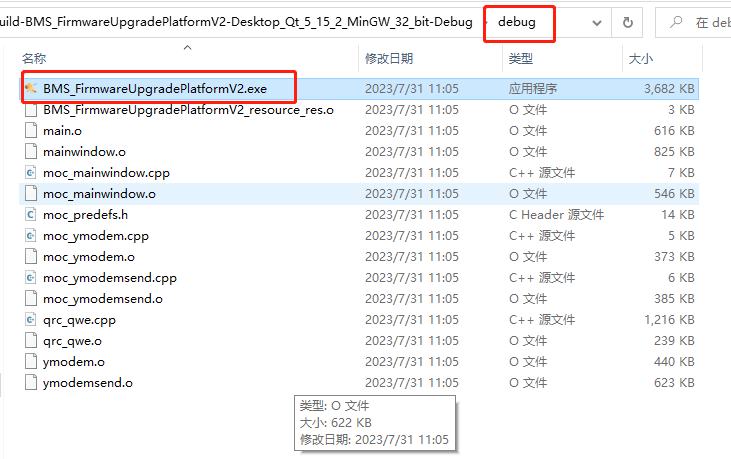 uild-BMS_FirmwareUpgradePlatformV2-Desktop_Qt_5_15_2_MinGW_32_bit-Debug debug 在 deb
名称 修改日期 类型 大小
BMS_FirmwareUpgradePlatformV2.exe 2023/7/31 11:05 应用程序 3,682 KB
BMS_FirmwareUpgradePlatformV2_resource_res.o 2023/7/31 11:05 O 文件 3 KB
main.o 2023/7/31 11:05 O 文件 616 KB
mainwindow.o 2023/7/31 11:05 O 文件 825 KB
moc_mainwindow.cpp 2023/7/31 11:05 C++ 源文件 7 KB
moc_mainwindow.o 2023/7/31 11:05 O 文件 546 KB
moc_predefs.h 2023/7/31 11:05 C Header 源文件 14 KB
moc_ymodem.cpp 2023/7/31 11:05 C++ 源文件 5 KB
moc_ymodem.o 2023/7/31 11:05 O 文件 373 KB
moc_ymodemsend.cpp 2023/7/31 11:05 C++ 源文件 6 KB
moc_ymodemsend.o 2023/7/31 11:05 O 文件 385 KB
qrc_qwe.cpp 2023/7/31 11:05 C++ 源文件 1,216 KB
qrc_qwe.o 2023/7/31 11:05 O 文件 239 KB
ymodem.o 2023/7/31 11:05 O 文件 440 KB
ymodemsend.o 2023/7/31 11:05 O 文件 623 KB
类型: O 文件
大小: 622 KB
修改日期: 2023/7/31 11:05